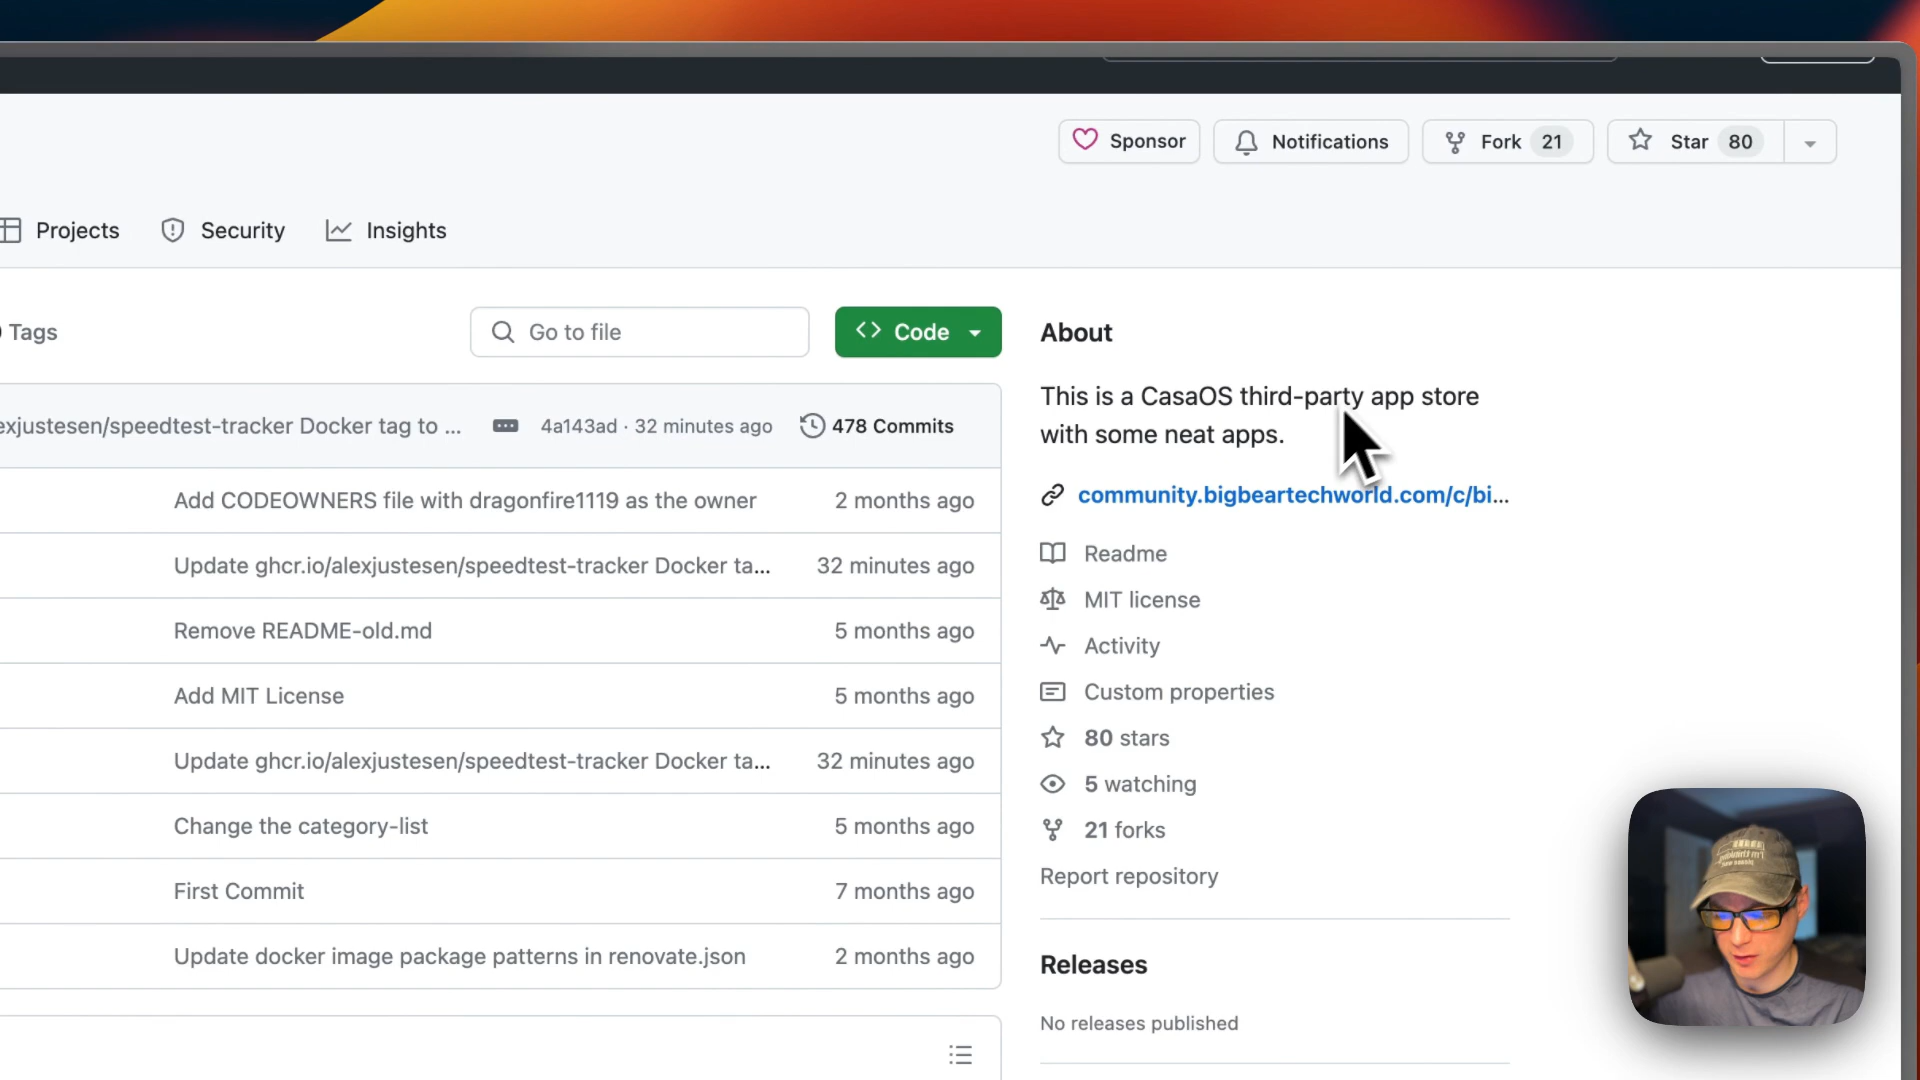 Sponsor
Notifications
Fork 21
Star 80
Projects
Security
Insights
Tags
Go to file
Code
About
This is a CasaOS third-party app store
with some neat apps.
community.bigbeartechworld.com/c/bi...
exjustesen/speedtest-tracker Docker tag to ...
4a143ad · 32 minutes ago
478 Commits
Add CODEOWNERS file with dragonfire1119 as the owner
2 months ago
Update ghcr.io/alexjustesen/speedtest-tracker Docker ta...
32 minutes ago
Remove README-old.md
5 months ago
Add MIT License
5 months ago
Update ghcr.io/alexjustesen/speedtest-tracker Docker ta...
32 minutes ago
Change the category-list
5 months ago
First Commit
7 months ago
Update docker image package patterns in renovate.json
2 months ago
Readme
MIT license
Activity
Custom properties
80 stars
5 watching
21 forks
Report repository
Releases
No releases published